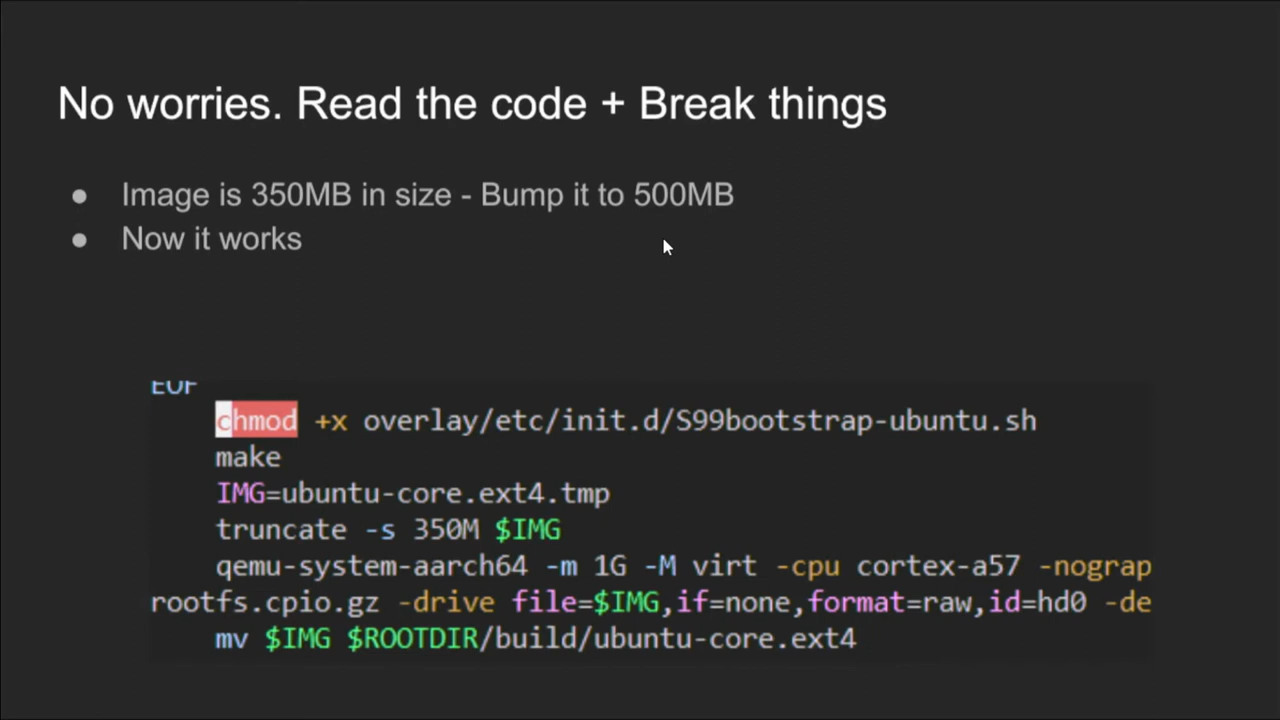 No worries. Read the code + Break things
● Image is 350MB in size - Bump it to 500MB
● Now it works
EOF
chmod +x overlay/etc/init.d/S99bootstrap-ubuntu.sh
make
IMG=ubuntu-core.ext4.tmp
truncate -s 350M $IMG
qemu-system-aarch64 -m 1G -M virt -cpu cortex-a57 -nograp
rootfs.cpio.gz -drive file=$IMG,if=none,format=raw,id=hd0 -de
mv $IMG $ROOTDIR/build/ubuntu-core.ext4